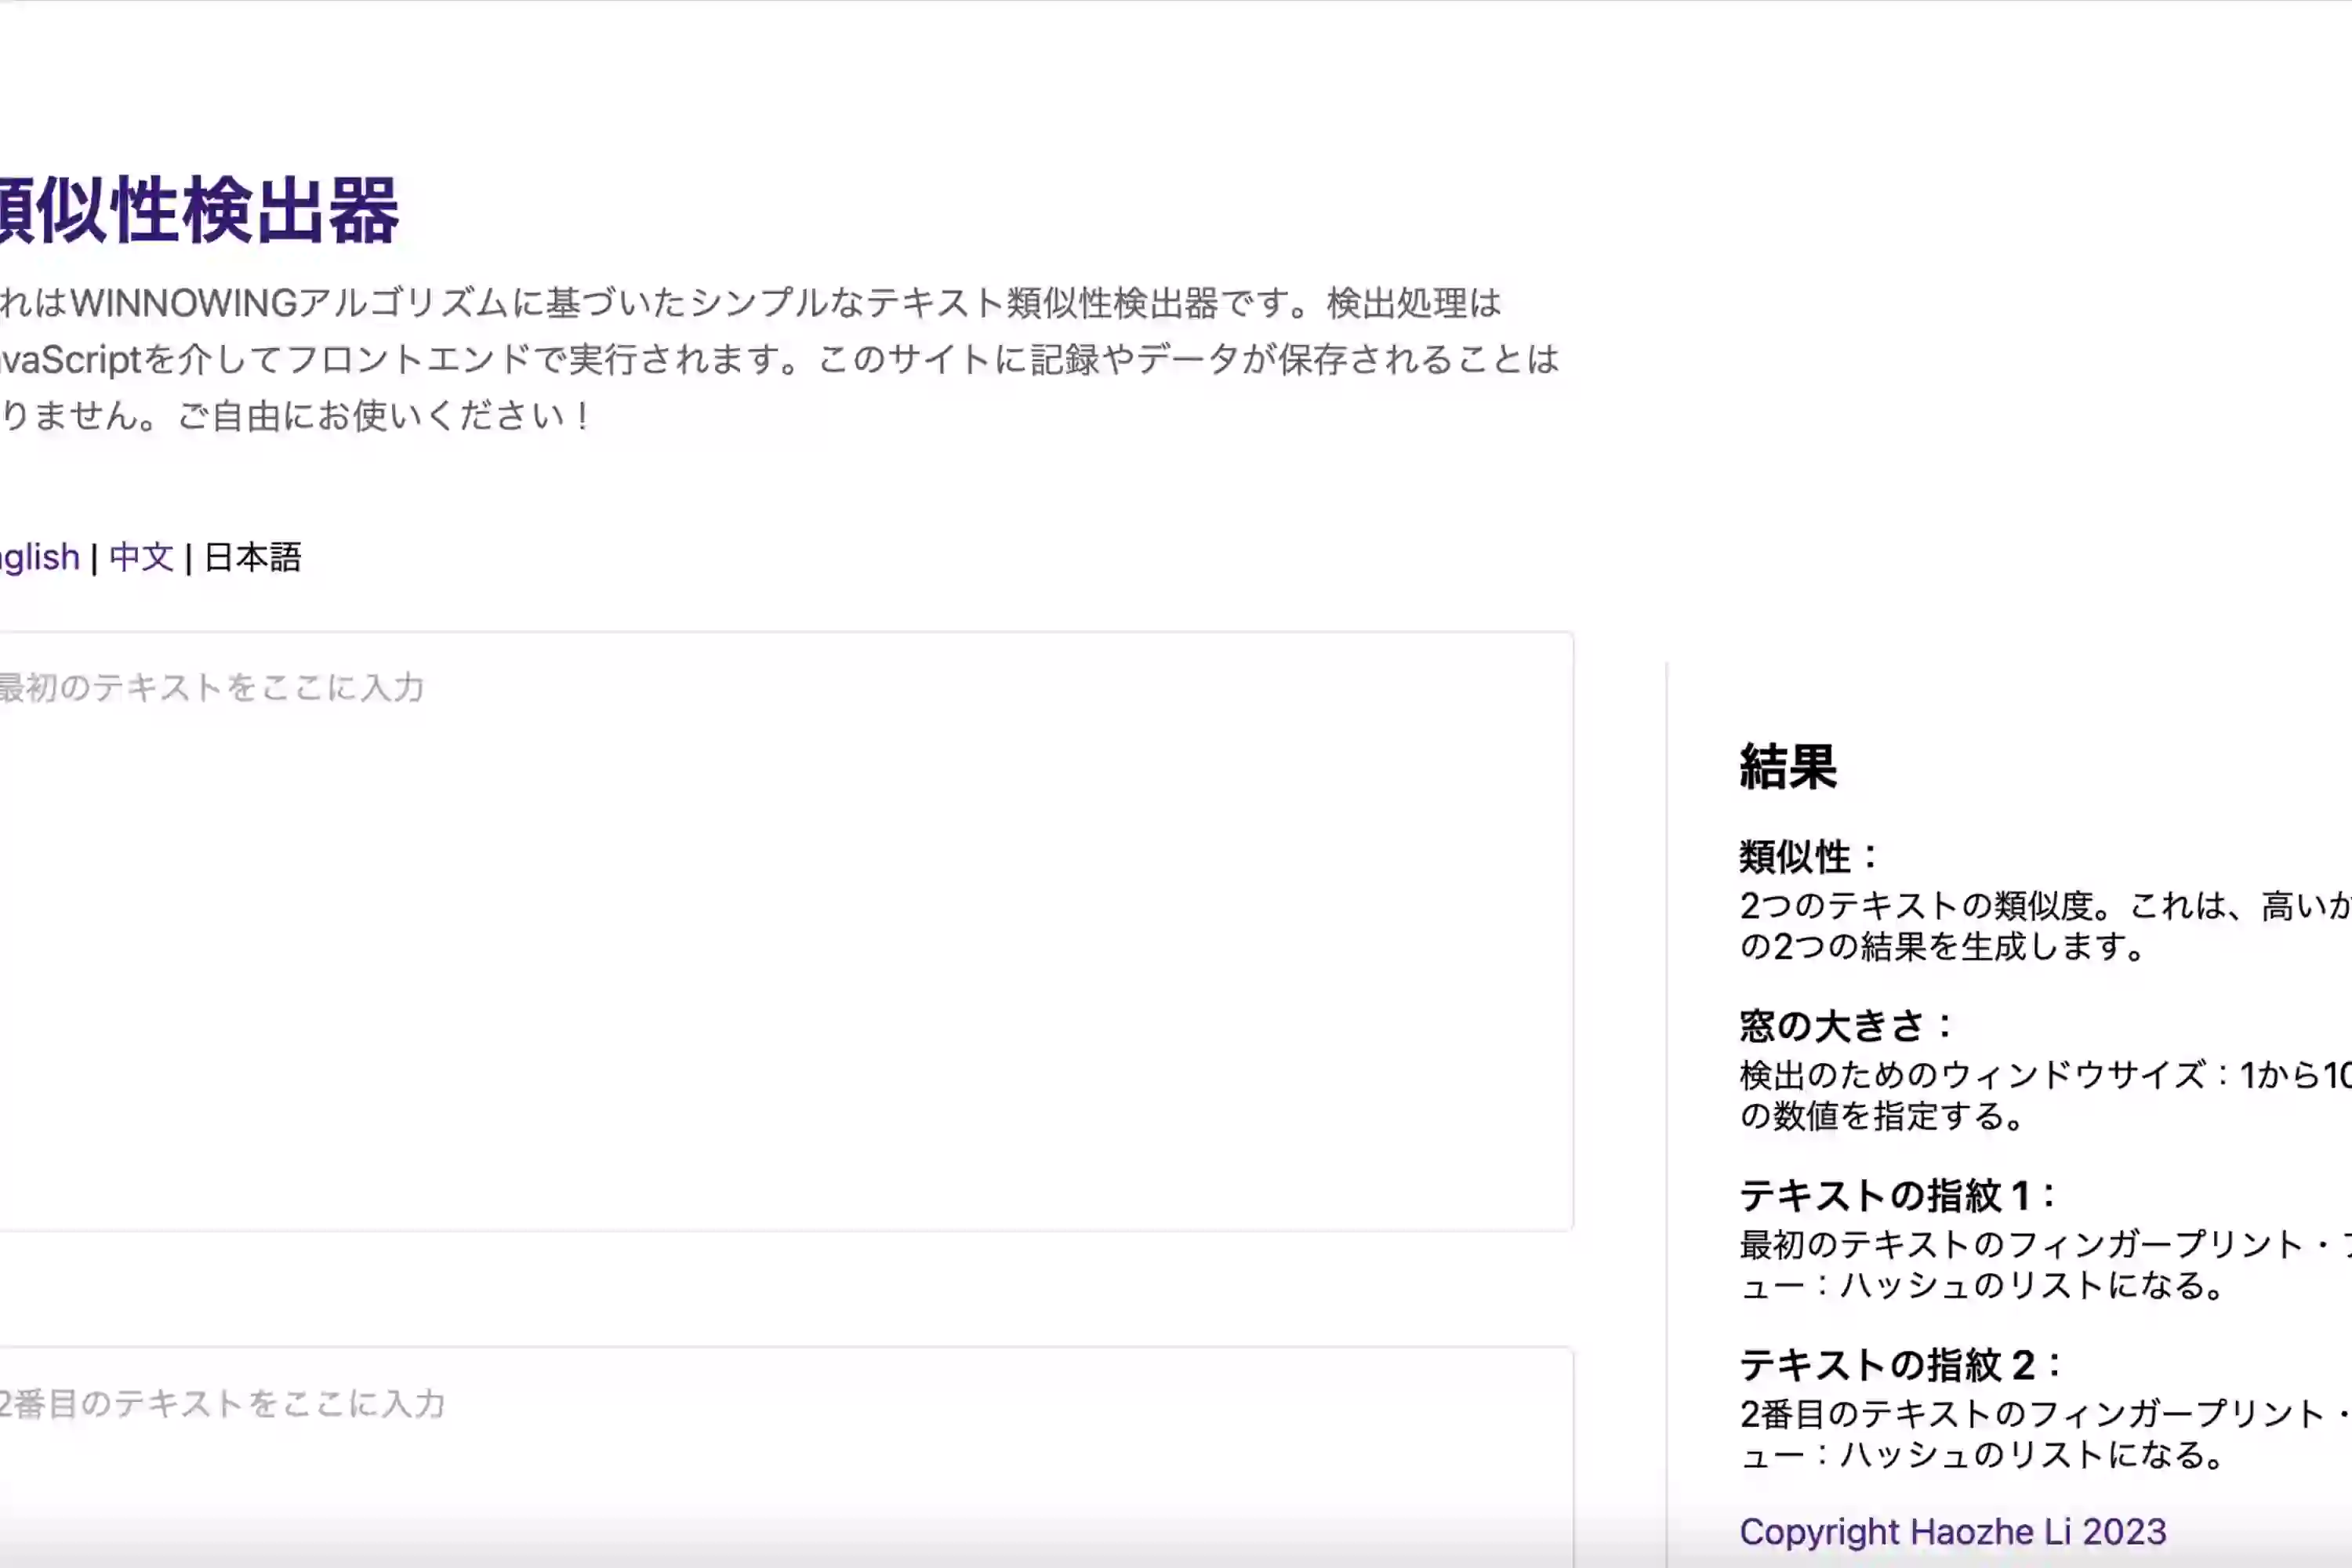 類似性検出器
れはWINNOWINGアルゴリズムに基づいたシンプルなテキスト類似性検出器です。検出処理は
vaScriptを介してフロントエンドで実行されます。このサイトに記録やデータが保存されることは
りません。ご自由にお使いください！
glish | 中文 | 日本語
最初のテキストをここに入力
2番目のテキストをここに入力
結果
類似性：
2つのテキストの類似度。これは、高いか
の2つの結果を生成します。
窓の大きさ：
検出のためのウィンドウサイズ：1から10
の数値を指定する。
テキストの指紋 1：
最初のテキストのフィンガープリント・
ュー：ハッシュのリストになる。
テキストの指紋 2：
2番目のテキストのフィンガープリント・
ュー：ハッシュのリストになる。
Copyright Haozhe Li 2023